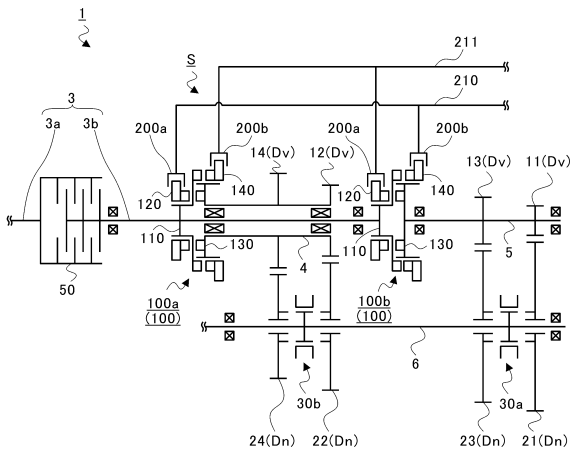 1
211
S
210
3
200a
200b
200a
200b
3a
3b
14(Dv)
12(Dv)
13(Dv)
11(Dv)
120
140
120
140
110
130
4
110
130
5
50
100a
(100)
100b
(100)
6
30b
30a
24(Dn)
22(Dn)
23(Dn)
21(Dn)